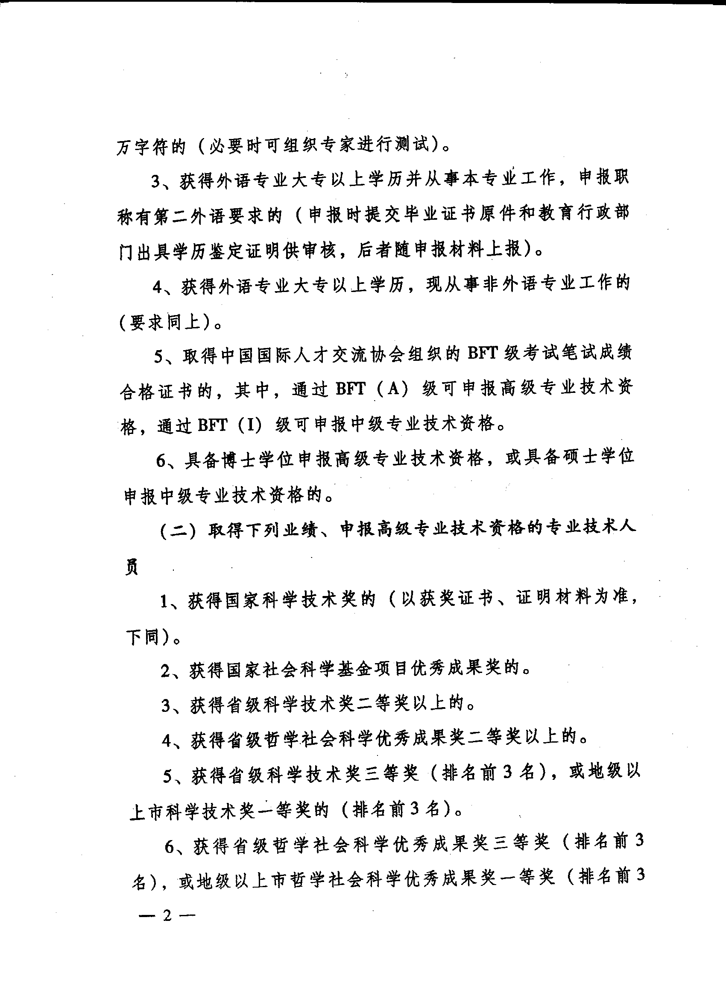 万字符的（必要时可组织专家进行测试）。
3、获得外语专业大专以上学历并从事本专业工作，申报职
称有第二外语要求的（申报时提交毕业证书原件和教育行政部
门出具学历鉴定证明供审核，后者随申报材料上报）。
4、获得外语专业大专以上学历，现从事非外语专业工作的
（要求同上）。
5、取得中国国际人才交流协会组织的 BFT 级考试笔试成绩
合格证书的，其中，通过 BFT（A）级可申报高级专业技术资
格，通过 BFT（I）级可申报中级专业技术资格。
6、具备博士学位申报高级专业技术资格，或具备硕士学位
申报中级专业技术资格的。
（二）取得下列业绩、申报高级专业技术资格的专业技术人
员
1、获得国家科学技术奖的（以获奖证书、证明材料为准，
下同）。
2、获得国家社会科学基金项目优秀成果奖的。
3、获得省级科学技术奖二等奖以上的。
4、获得省级哲学社会科学优秀成果奖二等奖以上的。
5、获得省级科学技术奖三等奖（排名前 3 名），或地级以
上市科学技术奖一等奖的（排名前 3 名）。
6、获得省级哲学社会科学优秀成果奖三等奖（排名前 3
名），或地级以上市哲学社会科学优秀成果奖一等奖（排名前 3
— 2 —